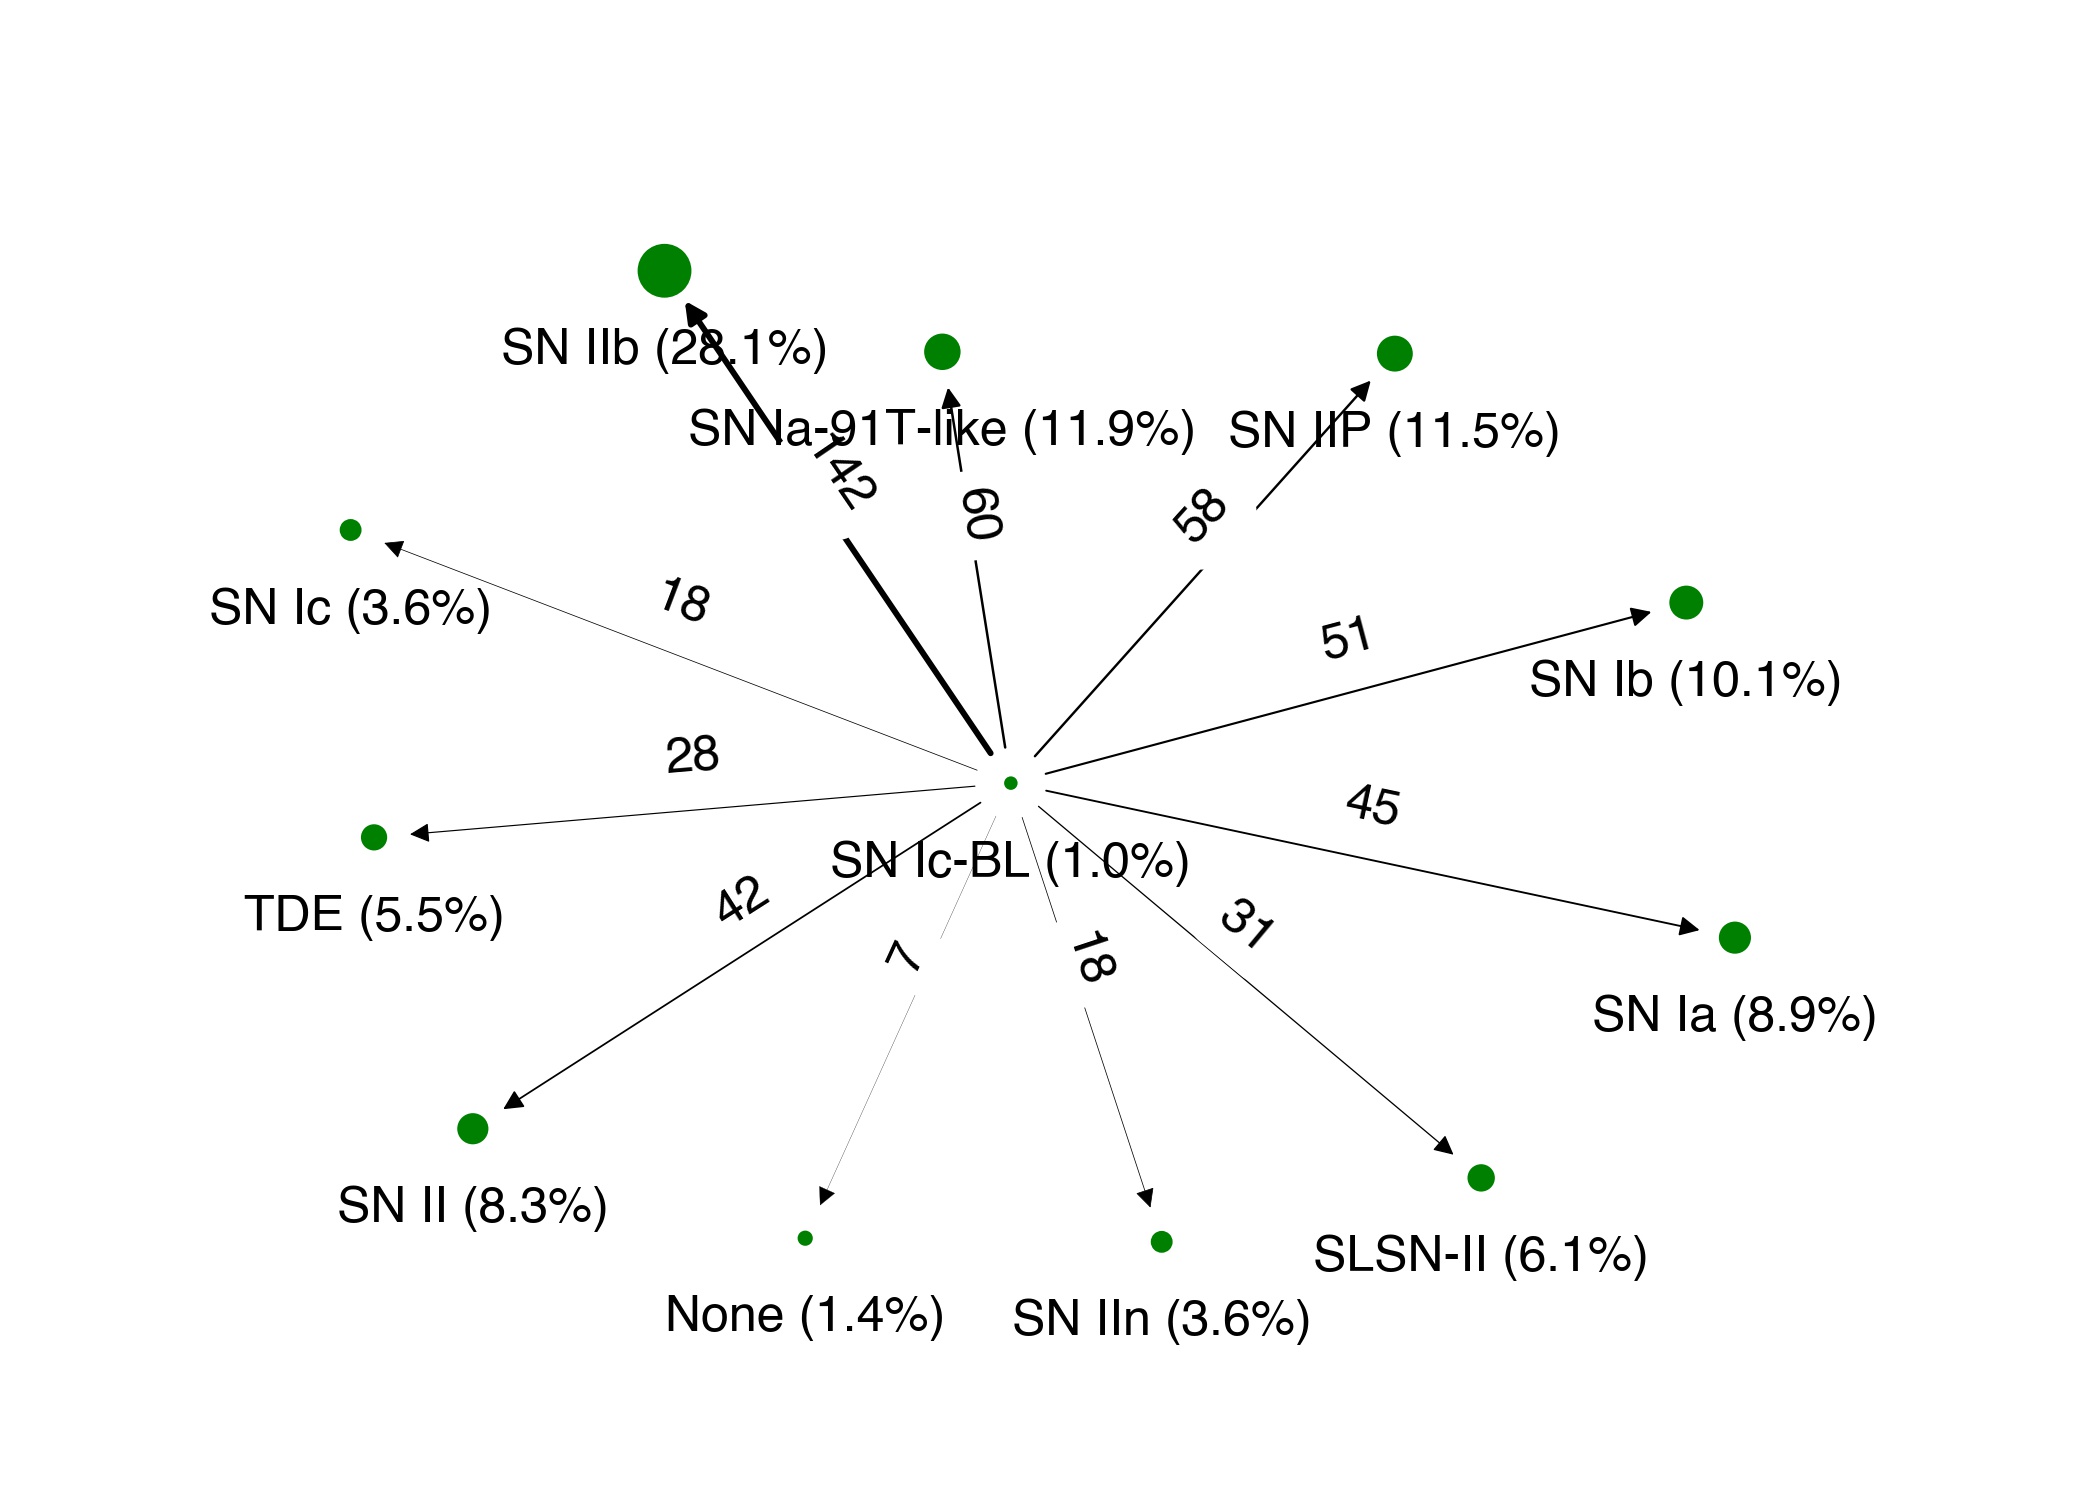 SN IIb (28.1%)
SN Ia-91T-like (11.9%)
SN IIP (11.5%)
142
60
58
SN Ic (3.6%)
18
51
SN Ib (10.1%)
28
45
SN Ic-BL (1.0%)
TDE (5.5%)
42
7
18
31
SN Ia (8.9%)
SN II (8.3%)
SLSN-II (6.1%)
None (1.4%)
SN IIn (3.6%)